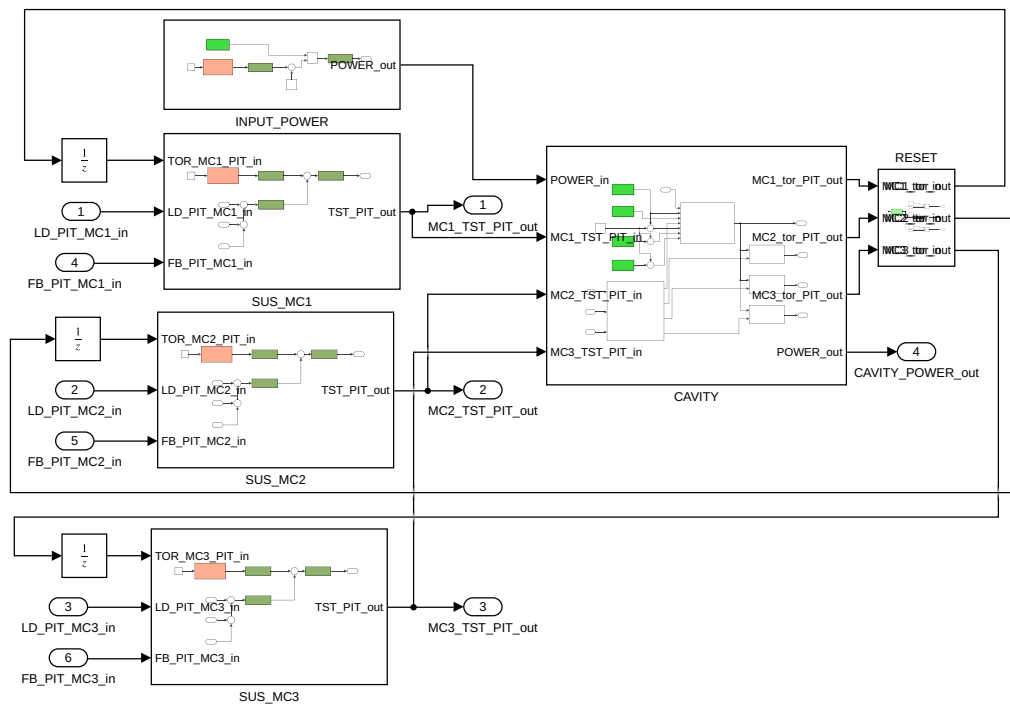 POWER_out
INPUT_POWER
1/z
TOR_MC1_PIT_in
1
LD_PIT_MC1_in
LD_PIT_MC1_in
4
FB_PIT_MC1_in
FB_PIT_MC1_in
TST_PIT_out
SUS_MC1
1
MC1_TST_PIT_out
1/z
TOR_MC2_PIT_in
2
LD_PIT_MC2_in
LD_PIT_MC2_in
5
FB_PIT_MC2_in
FB_PIT_MC2_in
TST_PIT_out
SUS_MC2
2
MC2_TST_PIT_out
POWER_in
MC1_TST_PIT_in
MC2_TST_PIT_in
MC3_TST_PIT_in
MC1_tor_PIT_out
MC2_tor_PIT_out
MC3_tor_PIT_out
POWER_out
CAVITY
RESET
4
CAVITY_POWER_out
1/z
TOR_MC3_PIT_in
3
LD_PIT_MC3_in
LD_PIT_MC3_in
6
FB_PIT_MC3_in
FB_PIT_MC3_in
TST_PIT_out
SUS_MC3
3
MC3_TST_PIT_out